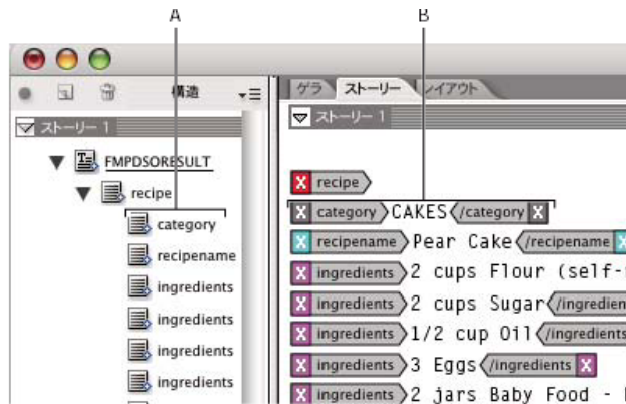 A
B
構造
ストーリー 1
FMPDSORESULT
recipe
category
recipename
ingredients
ingredients
ingredients
ingredients
ギラ ストーリー レイアウト
ストーリー 1
X recipe
X category CAKES /category X
X recipename Pear Cake /recipename X
X ingredients 2 cups Flour (self-
X ingredients 2 cups Sugar /ingredien
X ingredients 1/2 cup Oil /ingredients
X ingredients 3 Eggs /ingredients X
X ingredients 2 jars Baby Food -